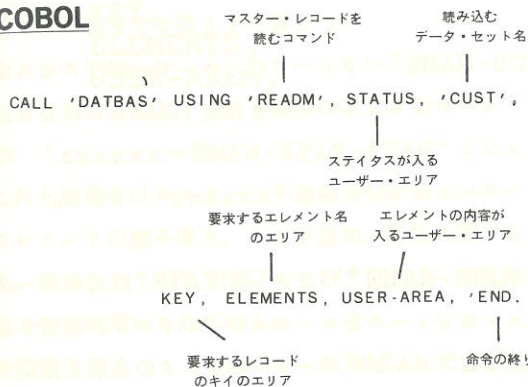 COBOL
マスター・レコードを
読むコマンド
読み込む
データ・セット名
CALL 'DATBAS' USING 'READM', STATUS, 'CUST',
ステイタスが入る
ユーザー・エリア
要求するエレメント名
のエリア
エレメントの内容が
入るユーザー・エリア
KEY, ELEMENTS, USER-AREA, 'END.
要求するレコード
のキイのエリア
命令の終り